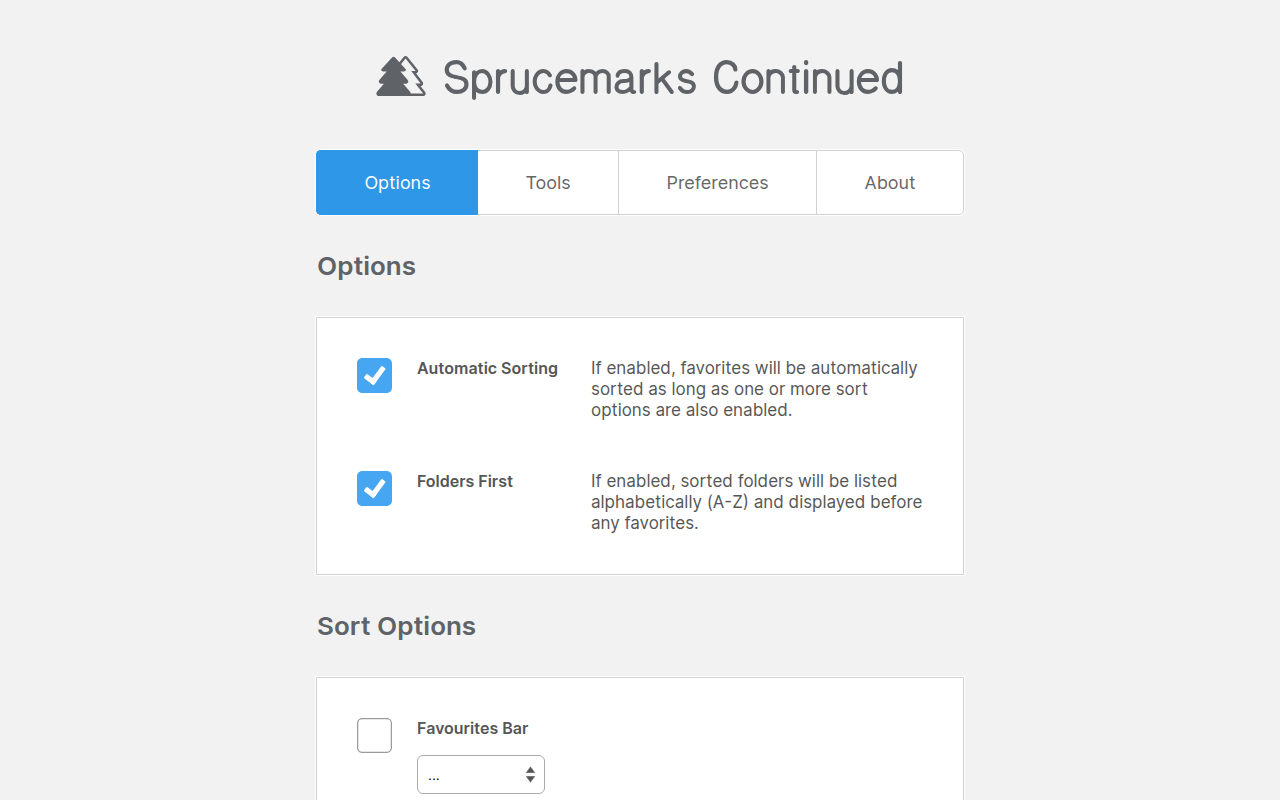 Sprucemarks Continued
Options
Tools
Preferences
About
Options
Automatic Sorting
If enabled, favorites will be automatically
sorted as long as one or more sort
options are also enabled.
Folders First
If enabled, sorted folders will be listed
alphabetically (A-Z) and displayed before
any favorites.
Sort Options
Favourites Bar
...